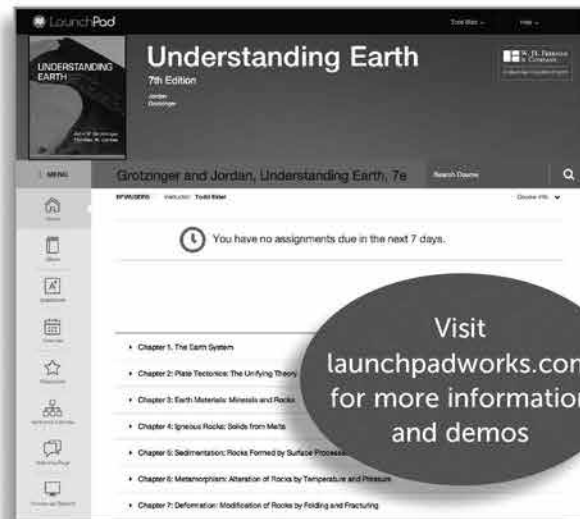 LaunchPad
Help
UNDERSTANDING
EARTH
Understanding Earth
7th Edition
Jordan
Grotzinger
MENU
Grotzinger and Jordan, Understanding Earth, 7e
Search Course
Instructor: Todd
Home
You have no assignments due in the next 7 days.
Chapter 1. The Earth System
Chapter 2: Plate Tectonics: The Unifying Theory
Chapter 3: Earth Materials: Minerals and Rocks
Chapter 4: Igneous Rocks: Solids from Melts
Chapter 5: Sedimentation: Rocks Formed by Surface Processes
Chapter 6: Metamorphism: Alteration of Rocks by Temperature and Pressure
Chapter 7: Deformation: Modification of Rocks by Folding and Fracturing
Visit
launchpadworks.com
for more information
and demos